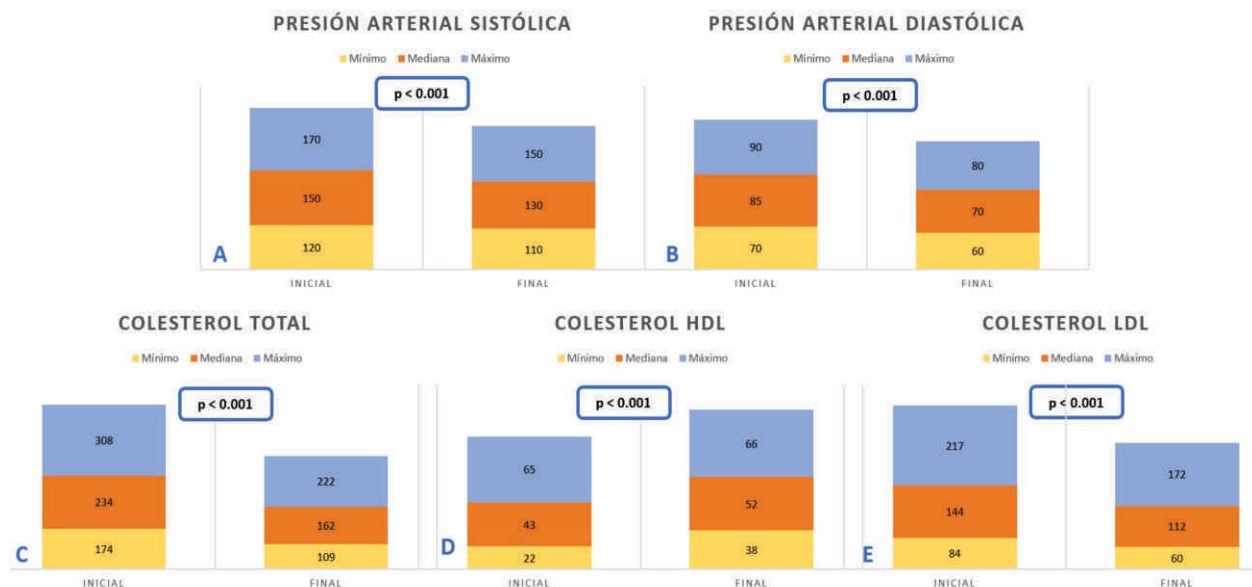 PRESIÓN ARTERIAL SISTÓLICA
Mínimo Mediana Máximo
p < 0.001
170
150
150
130
120
110
A
INICIAL FINAL
PRESIÓN ARTERIAL DIASTÓLICA
Mínimo Mediana Máximo
p < 0.001
90
80
85
70
70
60
B
INICIAL FINAL
COLESTEROL TOTAL
Mínimo Mediana Máximo
p < 0.001
308
222
234
162
174
109
C
INICIAL FINAL
COLESTEROL HDL
Mínimo Mediana Máximo
p < 0.001
65
66
43
52
22
38
D
INICIAL FINAL
COLESTEROL LDL
Mínimo Mediana Máximo
p < 0.001
217
172
144
112
84
60
E
INICIAL FINAL